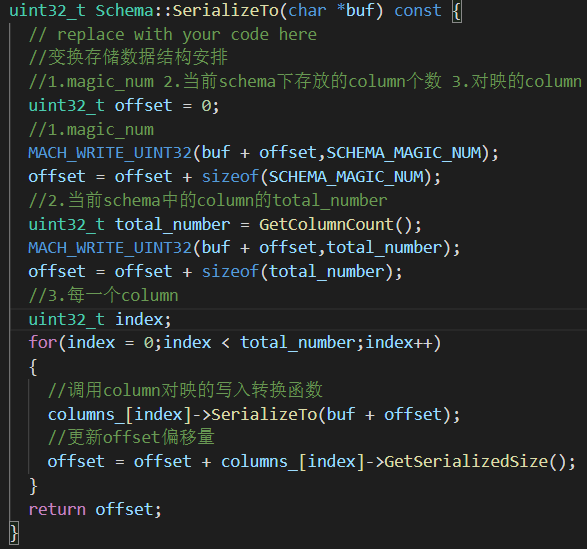 uint32_t Schema::SerializeTo(char *buf) const {
// replace with your code here
//变换存储数据结构安排
//1.magic_num 2.当前schema下存放的column个数 3.对映的column
uint32_t offset = 0;
//1.magic_num
MACH_WRITE_UINT32(buf + offset,SCHEMA_MAGIC_NUM);
offset = offset + sizeof(SCHEMA_MAGIC_NUM);
//2.当前schema中的column的total_number
uint32_t total_number = GetColumnCount();
MACH_WRITE_UINT32(buf + offset,total_number);
offset = offset + sizeof(total_number);
//3.每一个column
uint32_t index;
for(index = 0;index < total_number;index++)
{
//调用column对映的写入转换函数
columns_[index]->SerializeTo(buf + offset);
//更新offset偏移量
offset = offset + columns_[index]->GetSerializedSize();
}
return offset;
}